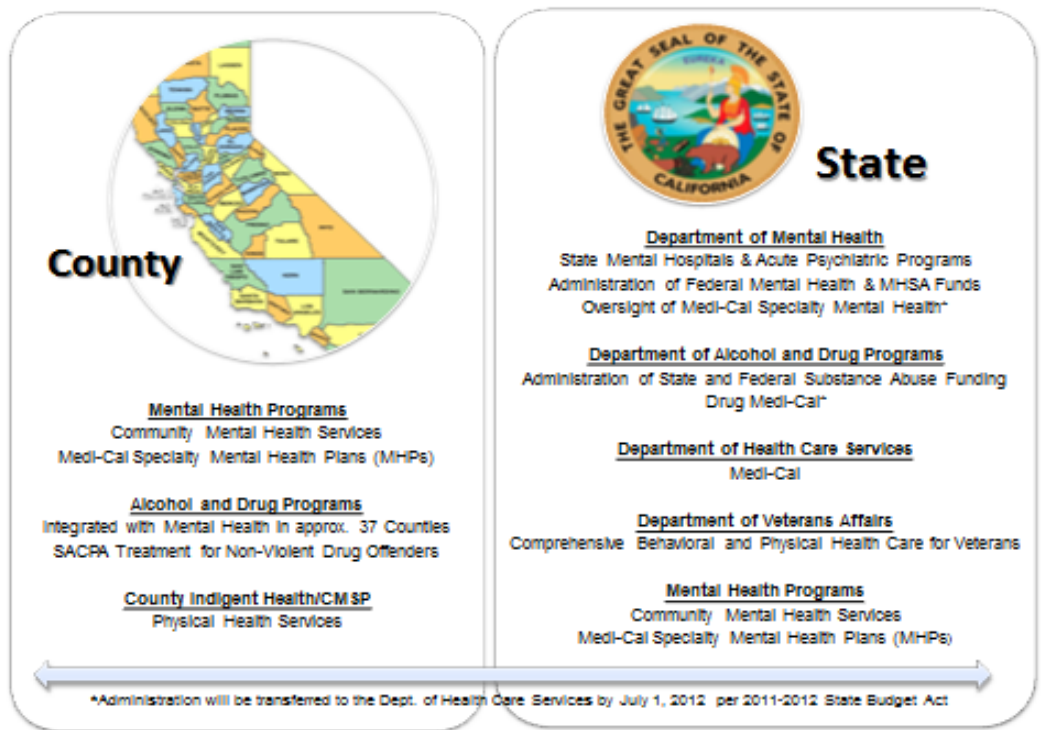 County
LASSEN
KERN
INYO
SAN BERNARDINO
Mental Health Programs
Community Mental Health Services
Medi-Cal Specialty Mental Health Plans (MHPs)
Alcohol and Drug Programs
Integrated with Mental Health in approx. 37 Counties
SACPA Treatment for Non-Violent Drug Offenders
County Indigent Health/CMSP
Physical Health Services
THE GREAT SEAL OF THE STATE OF CALIFORNIA
EUREKA
State
Department of Mental Health
State Mental Hospitals & Acute Psychiatric Programs
Administration of Federal Mental Health & MHSA Funds
Oversight of Medi-Cal Specialty Mental Health*
Department of Alcohol and Drug Programs
Administration of State and Federal Substance Abuse Funding
Drug Medi-Cal*
Department of Health Care Services
Medi-Cal
Department of Veterans Affairs
Comprehensive Behavioral and Physical Health Care for Veterans
Mental Health Programs
Community Mental Health Services
Medi-Cal Specialty Mental Health Plans (MHPs)
*Administration will be transferred to the Dept. of Health Care Services by July 1, 2012 per 2011-2012 State Budget Act